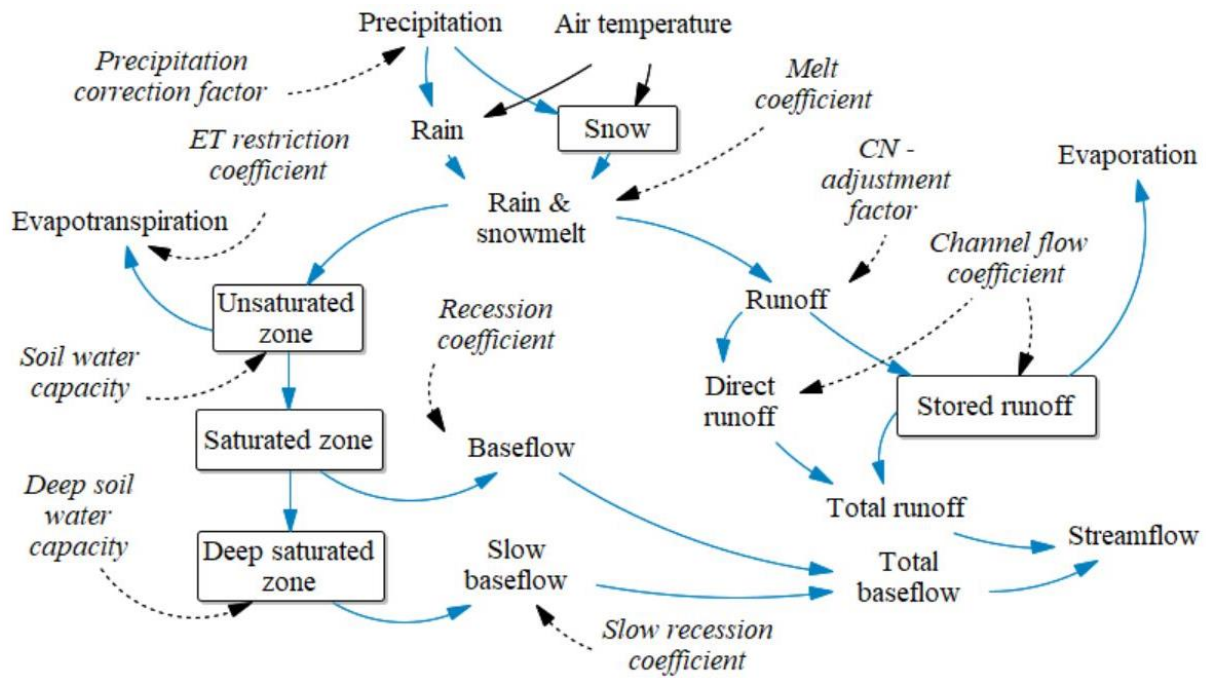 Precipitation
Air temperature
Precipitation
correction factor
Melt
coefficient
Rain
Snow
ET restriction
coefficient
CN -
adjustment
factor
Evaporation
Evapotranspiration
Rain &
snowmelt
Channel flow
coefficient
Unsaturated
zone
Recession
coefficient
Runoff
Soil water
capacity
Direct
runoff
Stored runoff
Saturated zone
Baseflow
Deep soil
water
capacity
Total runoff
Streamflow
Deep saturated
zone
Slow
baseflow
Total
baseflow
Slow recession
coefficient